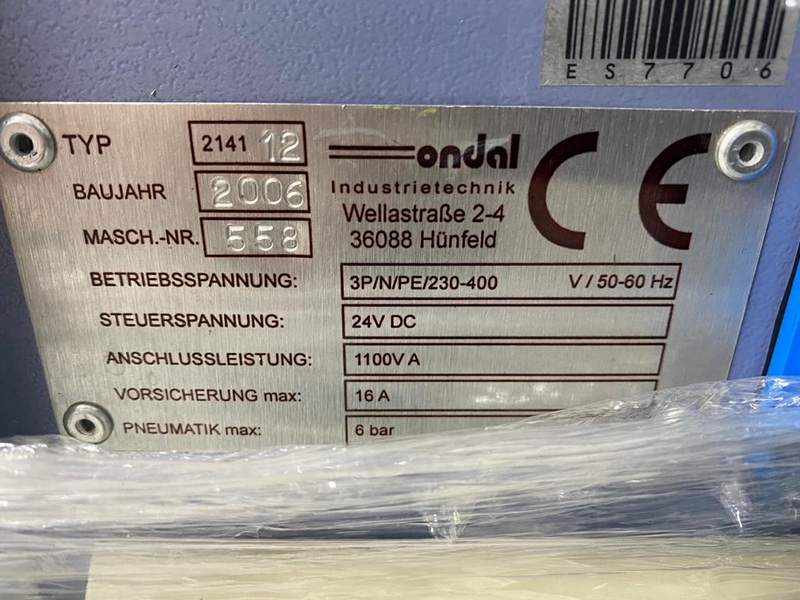 ES7706
TYP 2141 12
BAUJAHR 2006
MASCH.-NR. 558
ondal
Industrietechnik
Wellastraße 2-4
36088 Hünfeld
CE
BETRIEBSSPANNUNG: 3P/N/PE/230-400 V / 50-60 Hz
STEUERSPANNUNG: 24V DC
ANSCHLUSSLEISTUNG: 1100V A
VORSICHERUNG max: 16 A
PNEUMATIK max: 6 bar